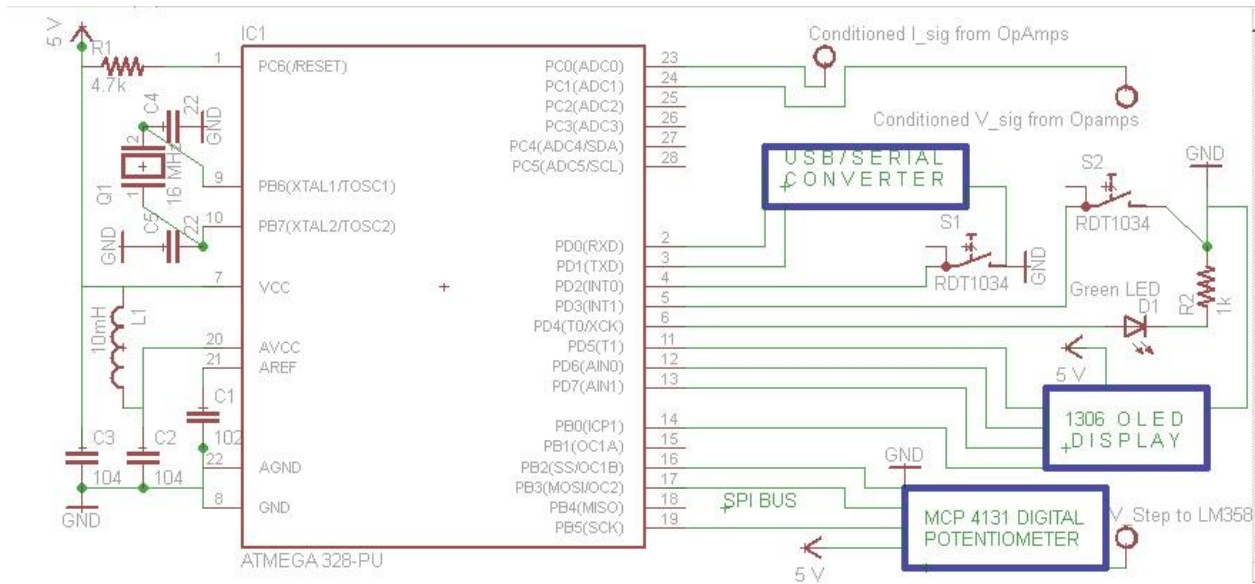 5 V
R1
4.7k
IC1
1
PC6(/RESET)
C4
22
GND
2
Q1
16 MHz
1
9
PB6(XTAL1/TOSC1)
C5
22
GND
10
PB7(XTAL2/TOSC2)
7
VCC
10mH
L1
20
AVCC
21
AREF
C1
102
C3
104
C2
104
22
AGND
8
GND
GND
ATMEGA 328-PU
PC0(ADC0)
23
PC1(ADC1)
24
PC2(ADC2)
25
PC3(ADC3)
26
PC4(ADC4/SDA)
27
PC5(ADC5/SCL)
28
PD0(RXD)
2
PD1(TXD)
3
PD2(INT0)
4
PD3(INT1)
5
PD4(T0/XCK)
6
PD5(T1)
11
PD6(AIN0)
12
PD7(AIN1)
13
PB0(ICP1)
14
PB1(OC1A)
15
PB2(SS/OC1B)
16
PB3(MOSI/OC2)
17
PB4(MISO)
18
PB5(SCK)
19
Conditioned I_sig from OpAmps
Conditioned V_sig from Opamps
USB/SERIAL
CONVERTER
S1
RDT1034
GND
S2
RDT1034
GND
Green LED
D1
R2
1k
5 V
1306 OLED
DISPLAY
GND
SPI BUS
MCP 4131 DIGITAL
POTENTIOMETER
V_Step to LM358
5 V